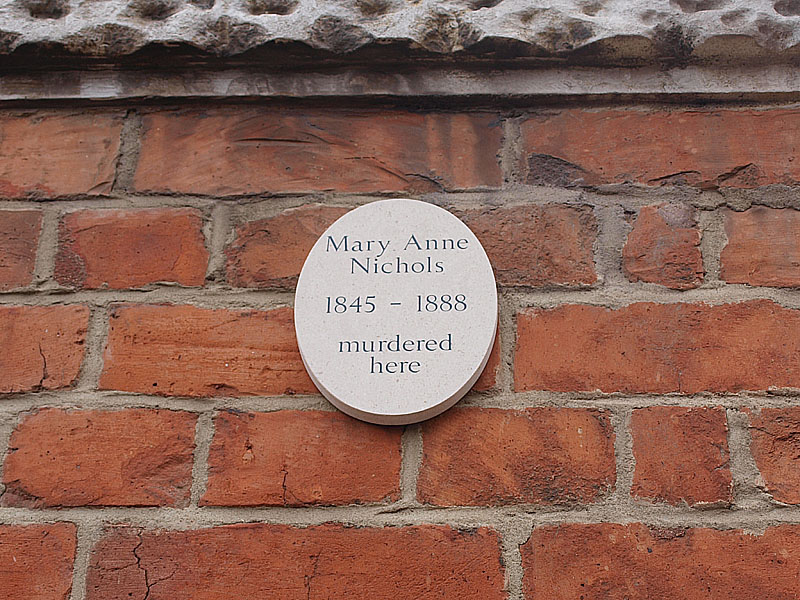 Mary Anne
Nichols
1845 – 1888
murdered
here